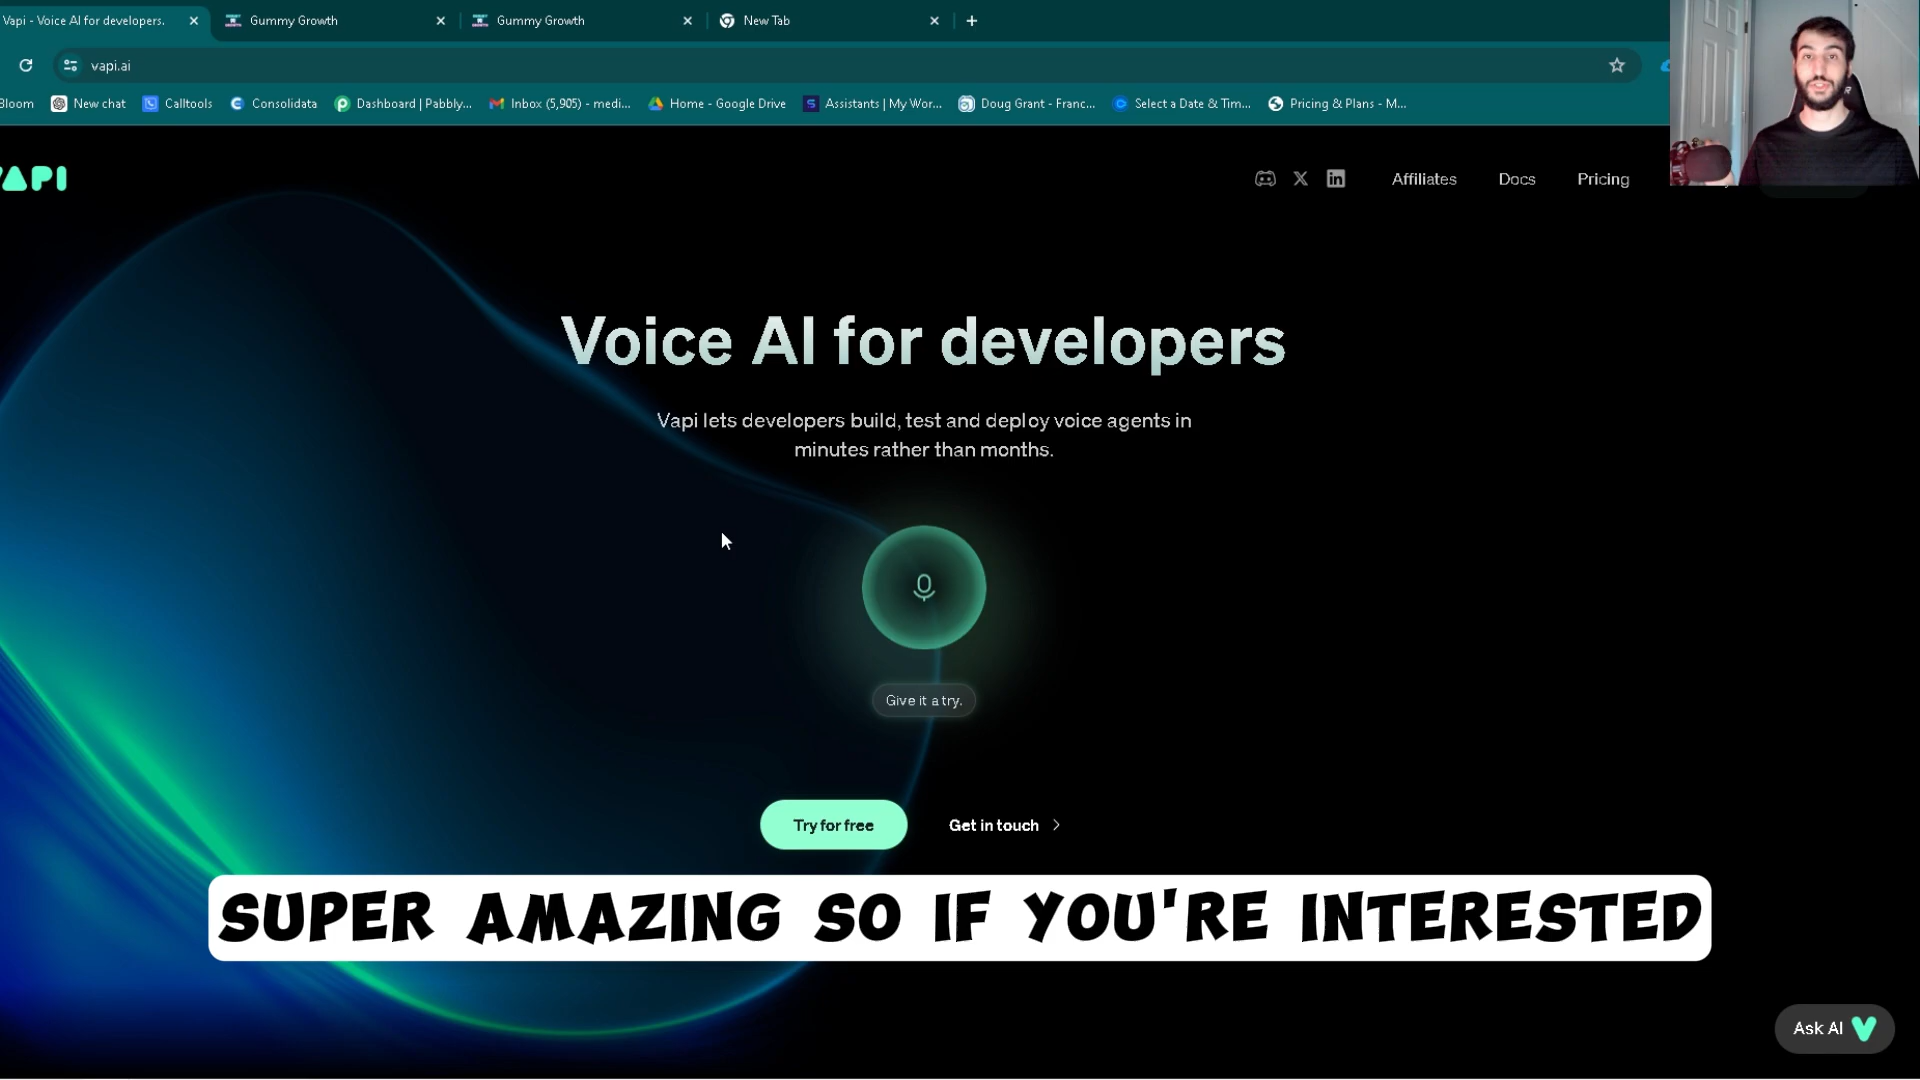 Vapi - Voice AI for developers.
Gummy Growth
Gummy Growth
New Tab
vapi.ai
Bloom
New chat
Calltools
Consolidata
Dashboard | Pabbly...
Inbox (5,905) - medi...
Home - Google Drive
Assistants | My Wor...
Doug Grant - Franc...
Select a Date & Tim...
Pricing & Plans - M...
VAPI
Affiliates
Docs
Pricing
Voice AI for developers
Vapi lets developers build, test and deploy voice agents in
minutes rather than months.
Give it a try.
Try for free
Get in touch
SUPER AMAZING SO IF YOU'RE INTERESTED
Ask AI